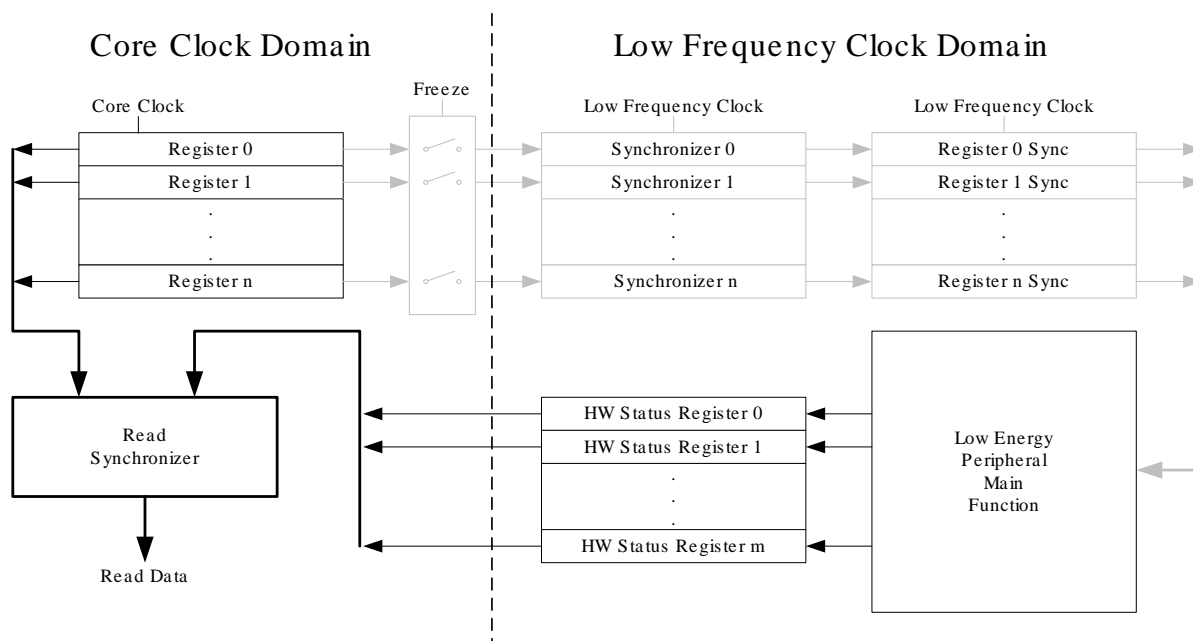 Core Clock Domain
Low Frequency Clock Domain
Freeze
Core Clock
Low Frequency Clock
Low Frequency Clock
Register 0
Synchronizer 0
Register 0 Sync
Register 1
Synchronizer 1
Register 1 Sync
.
.
.
.
.
.
.
.
.
Register n
Synchronizer n
Register n Sync
Read
Synchronizer
Read Data
HW Status Register 0
HW Status Register 1
.
.
.
HW Status Register m
Low Energy
Peripheral
Main
Function